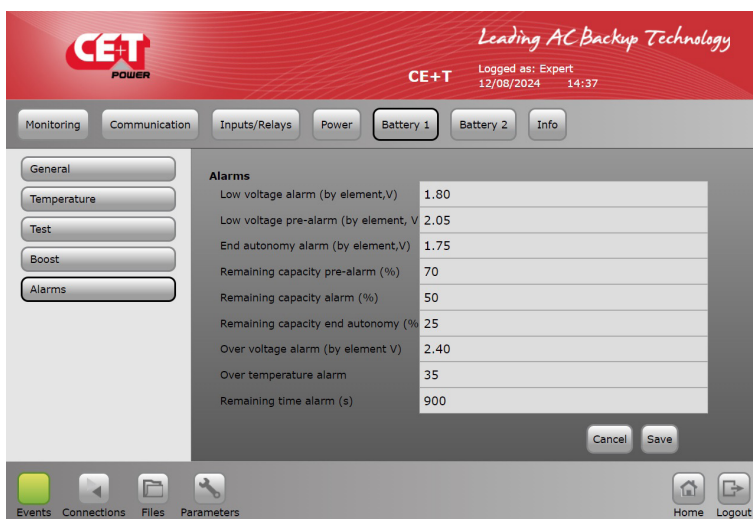 CE+T
POWER
Leading AC Backup Technology
CE+T
Logged as: Expert
12/08/2024 14:37
Monitoring Communication Inputs/Relays Power Battery 1 Battery 2 Info
General
Temperature
Test
Boost
Alarms
Alarms
Low voltage alarm (by element,V) 1.80
Low voltage pre-alarm (by element, V 2.05
End autonomy alarm (by element,V) 1.75
Remaining capacity pre-alarm (%) 70
Remaining capacity alarm (%) 50
Remaining capacity end autonomy (% 25
Over voltage alarm (by element V) 2.40
Over temperature alarm 35
Remaining time alarm (s) 900
Cancel Save
Events Connections Files Parameters Home Logout